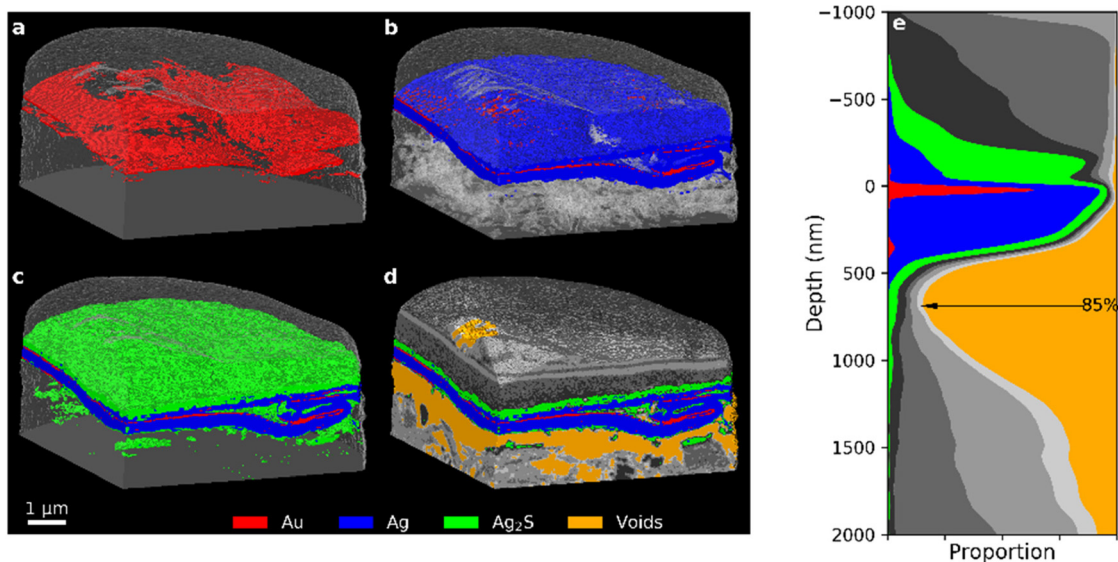 a
b
c
d
1 μm
Au Ag Ag₂S Voids
e
−1000
−500
0
500
1000
1500
2000
Depth (nm)
85%
Proportion